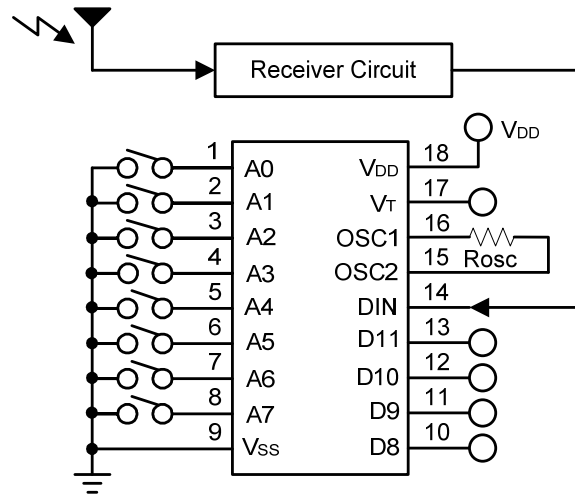 Receiver Circuit
VDD
1 A0 VDD 18
2 A1 VT 17
3 A2 OSC1 16
Rosc
4 A3 OSC2 15
5 A4 DIN 14
6 A5 D11 13
7 A6 D10 12
8 A7 D9 11
9 VSS D8 10